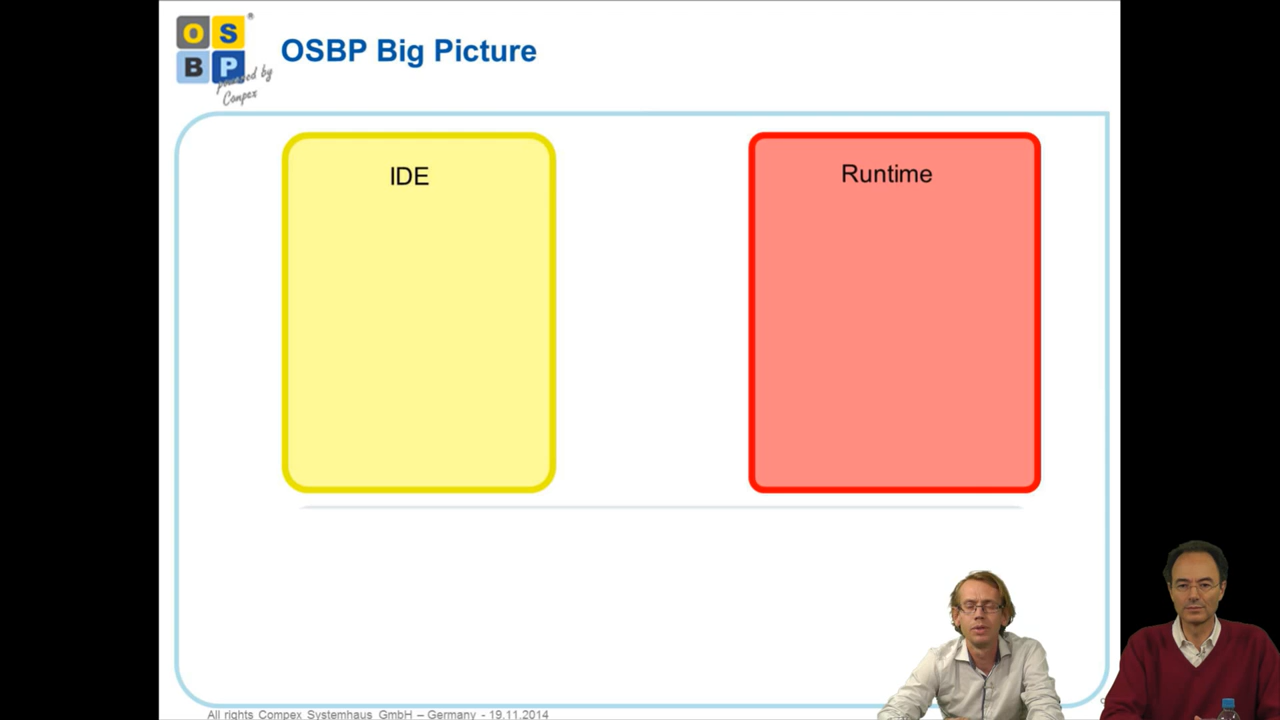 O S ®
B P
powered by
Compex
OSBP Big Picture
IDE
Runtime
All rights Compex Systemhaus GmbH – Germany - 19.11.2014